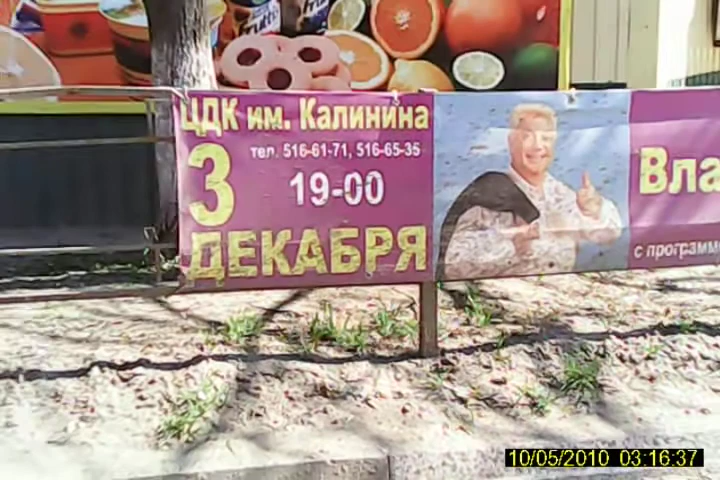 frutti
ЦДК им. Калинина
тел. 516-61-71, 516-65-35
3
19-00
ДЕКАБРЯ
Вла
с программ
10/05/2010 03:16:37